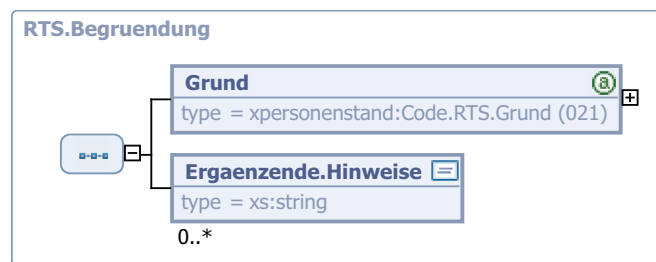 RTS.Begruendung
Grund
type = xpersonenstand:Code.RTS.Grund (021)
Ergaenzende.Hinweise
type = xs:string
0..*